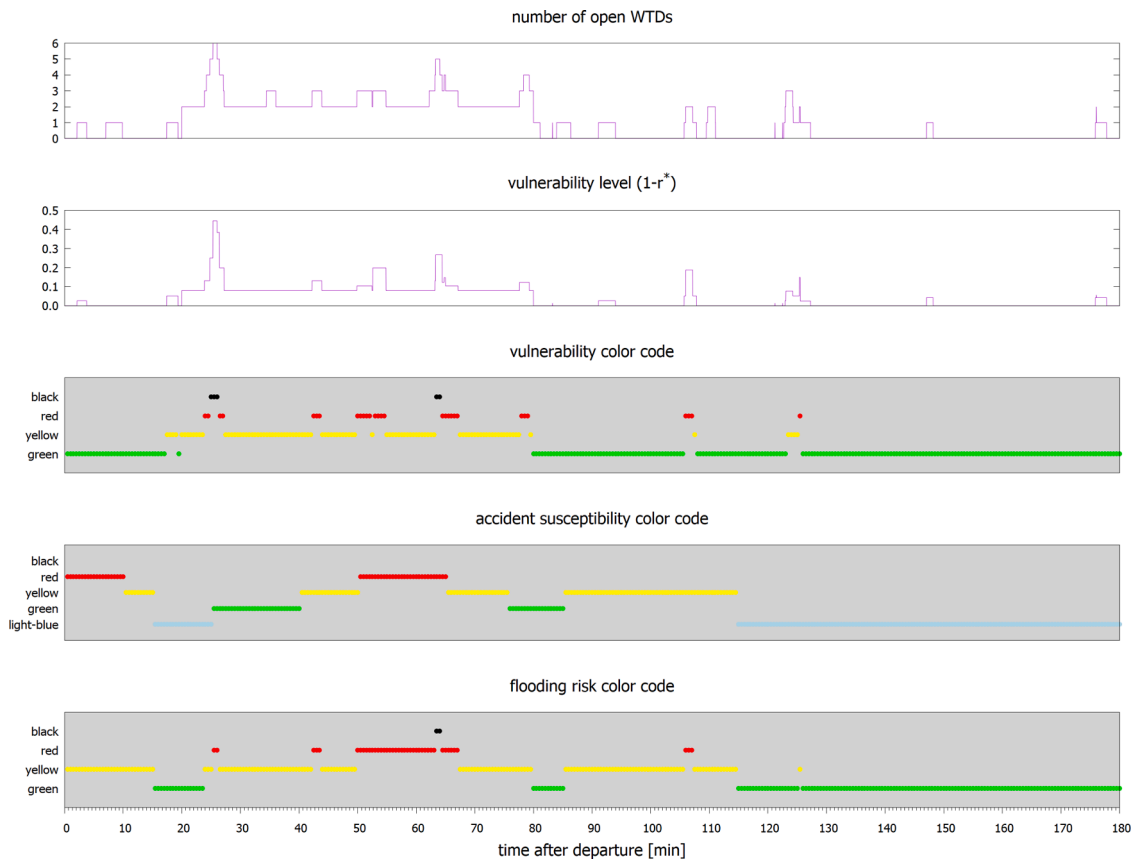 number of open WTDs
6
5
4
3
2
1
0
vulnerability level (1-r*)
0.5
0.4
0.3
0.2
0.1
0.0
vulnerability color code
black
red
yellow
green
accident susceptibility color code
black
red
yellow
green
light-blue
flooding risk color code
black
red
yellow
green
0 10 20 30 40 50 60 70 80 90 100 110 120 130 140 150 160 170 180
time after departure [min]